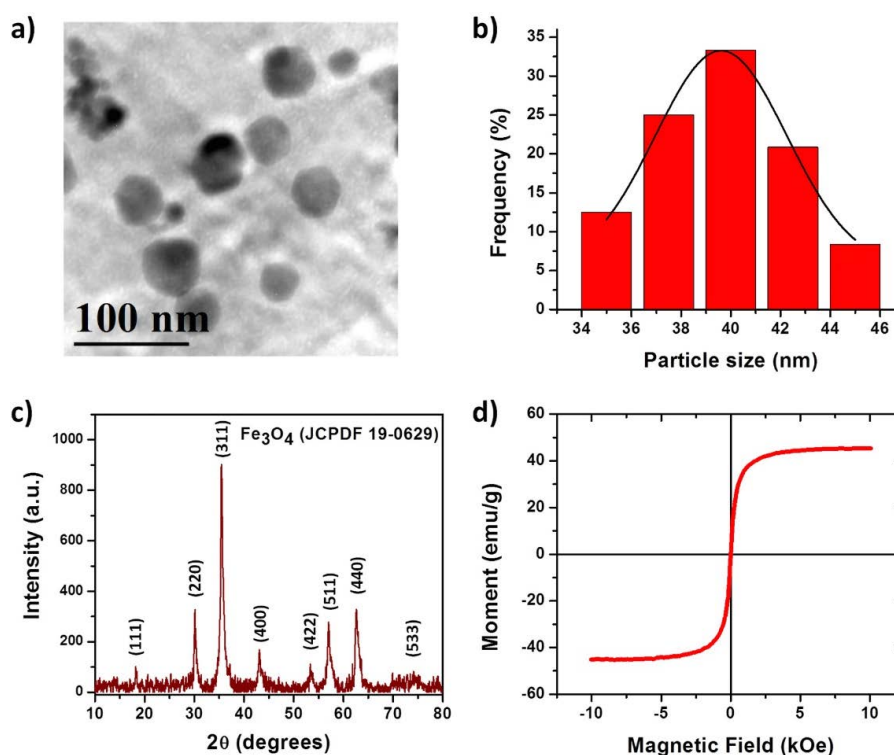 a)
100 nm
b)
Frequency (%)
35
30
25
20
15
10
5
0
34 36 38 40 42 44 46
Particle size (nm)
c)
Fe₃O₄ (JCPDF 19-0629)
Intensity (a.u.)
1000
800
600
400
200
0
(111)
(220)
(311)
(400)
(422)
(511)
(440)
(533)
10 20 30 40 50 60 70 80
2θ (degrees)
d)
Moment (emu/g)
60
40
20
0
-20
-40
-60
-10 -5 0 5 10
Magnetic Field (kOe)